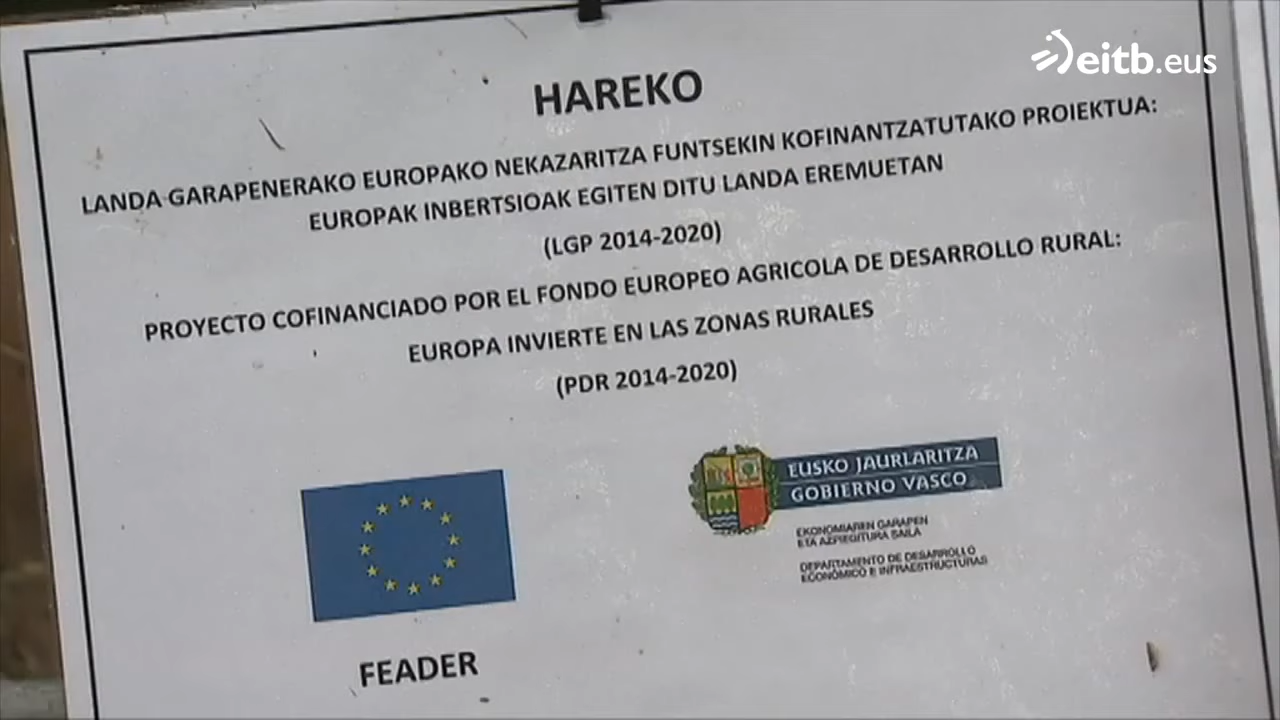 eitb.eus
HAREKO
LANDA GARAPENERAKO EUROPAKO NEKAZARITZA FUNTSEKIN KOFINANTZATUTAKO PROIEKTUA:
EUROPAK INBERTSIOAK EGITEN DITU LANDA EREMUETAN
(LGP 2014-2020)
PROYECTO COFINANCIADO POR EL FONDO EUROPEO AGRICOLA DE DESARROLLO RURAL:
EUROPA INVIERTE EN LAS ZONAS RURALES
(PDR 2014-2020)
EUSKO JAURLARITZA
GOBIERNO VASCO
EKONOMIAREN GARAPEN
ETA AZPIEGITURA SAILA
DEPARTAMENTO DE DESARROLLO
ECONÓMICO E INFRAESTRUCTURAS
FEADER